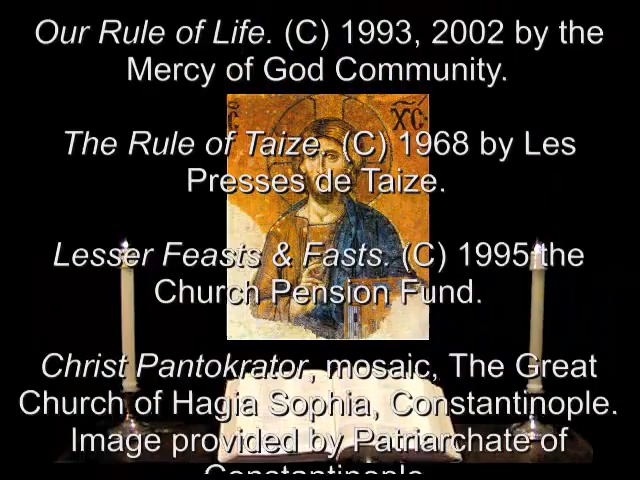 Our Rule of Life. (C) 1993, 2002 by the
Mercy of God Community.
The Rule of Taize. (C) 1968 by Les
Presses de Taize.
Lesser Feasts & Fasts. (C) 1995 the
Church Pension Fund.
Christ Pantokrator, mosaic, The Great
Church of Hagia Sophia, Constantinople.
Image provided by Patriarchate of
Constantinople